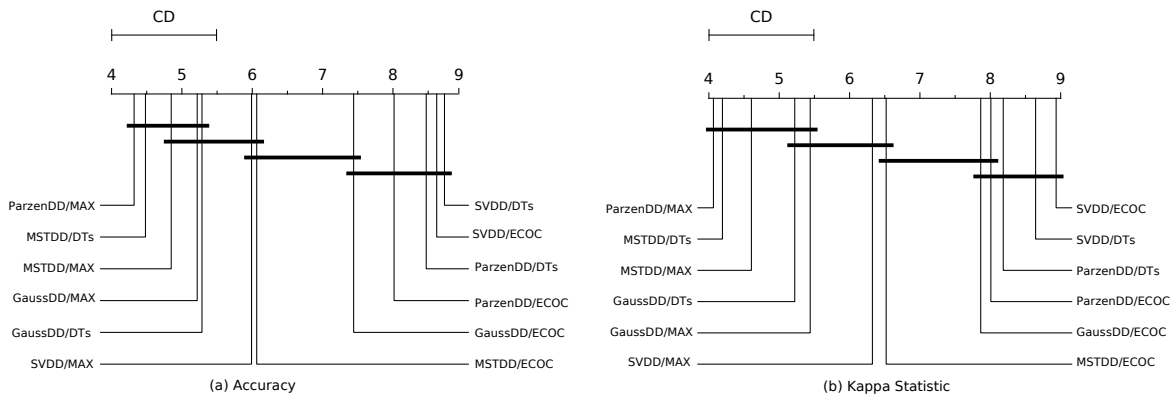 CD
4 5 6 7 8 9
ParzenDD/MAX
MSTDD/DTs
MSTDD/MAX
GaussDD/MAX
GaussDD/DTs
SVDD/MAX
SVDD/DTs
SVDD/ECOC
ParzenDD/DTs
ParzenDD/ECOC
GaussDD/ECOC
MSTDD/ECOC
(a) Accuracy
CD
4 5 6 7 8 9
ParzenDD/MAX
MSTDD/DTs
MSTDD/MAX
GaussDD/DTs
GaussDD/MAX
SVDD/MAX
SVDD/ECOC
SVDD/DTs
ParzenDD/DTs
ParzenDD/ECOC
GaussDD/ECOC
MSTDD/ECOC
(b) Kappa Statistic